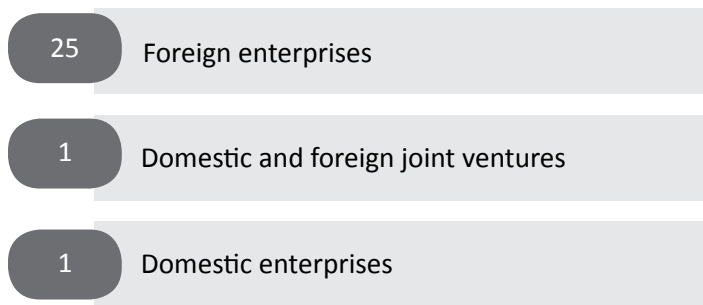 25 Foreign enterprises
1 Domestic and foreign joint ventures
1 Domestic enterprises